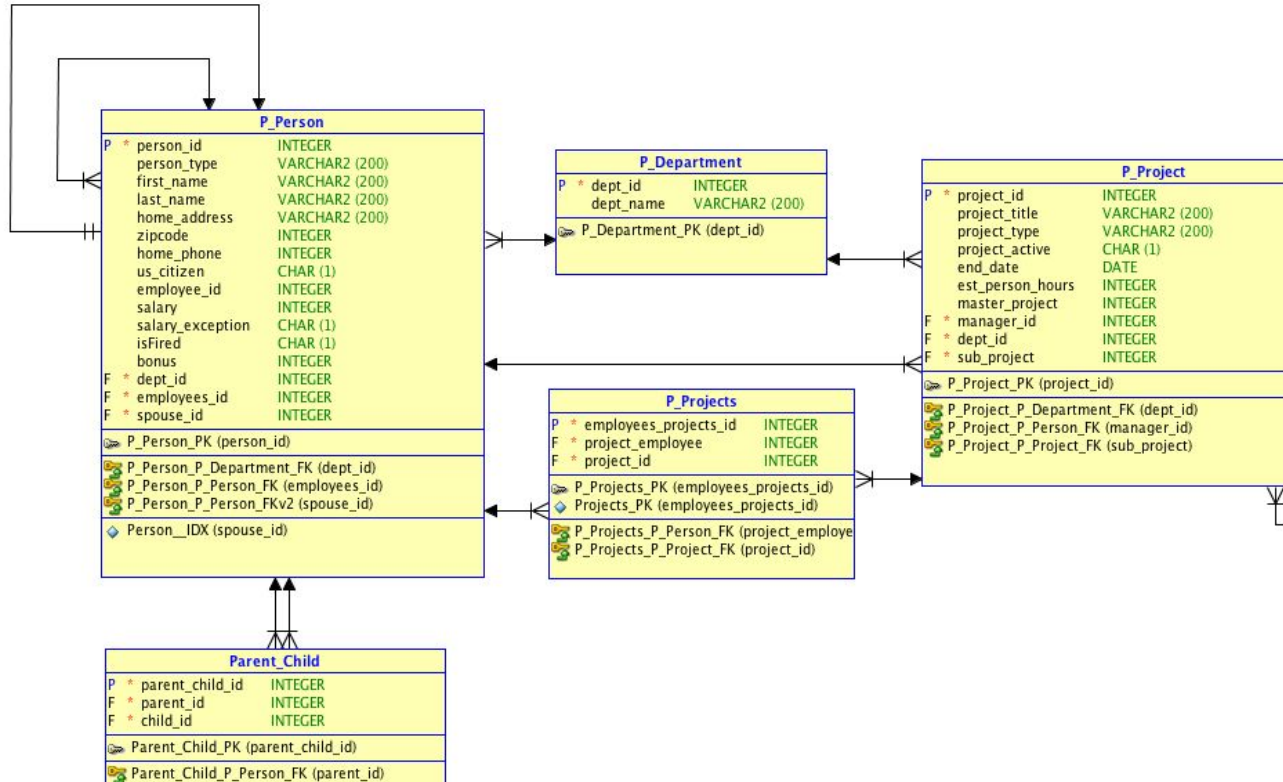 P_Person
P * person_id INTEGER
person_type VARCHAR2 (200)
first_name VARCHAR2 (200)
last_name VARCHAR2 (200)
home_address VARCHAR2 (200)
zipcode INTEGER
home_phone INTEGER
us_citizen CHAR (1)
employee_id INTEGER
salary INTEGER
salary_exception CHAR (1)
isFired CHAR (1)
bonus INTEGER
F * dept_id INTEGER
F * employees_id INTEGER
F * spouse_id INTEGER
P_Person_PK (person_id)
P_Person_P_Department_FK (dept_id)
P_Person_P_Person_FK (employees_id)
P_Person_P_Person_FKv2 (spouse_id)
Person__IDX (spouse_id)
P_Department
P * dept_id INTEGER
dept_name VARCHAR2 (200)
P_Department_PK (dept_id)
P_Project
P * project_id INTEGER
project_title VARCHAR2 (200)
project_type VARCHAR2 (200)
project_active CHAR (1)
end_date DATE
est_person_hours INTEGER
master_project INTEGER
F * manager_id INTEGER
F * dept_id INTEGER
F * sub_project INTEGER
P_Project_PK (project_id)
P_Project_P_Department_FK (dept_id)
P_Project_P_Person_FK (manager_id)
P_Project_P_Project_FK (sub_project)
P_Projects
P * employees_projects_id INTEGER
F * project_employee INTEGER
F * project_id INTEGER
P_Projects_PK (employees_projects_id)
Projects_PK (employees_projects_id)
P_Projects_P_Person_FK (project_employe
P_Projects_P_Project_FK (project_id)
Parent_Child
P * parent_child_id INTEGER
F * parent_id INTEGER
F * child_id INTEGER
Parent_Child_PK (parent_child_id)
Parent_Child_P_Person_FK (parent_id)